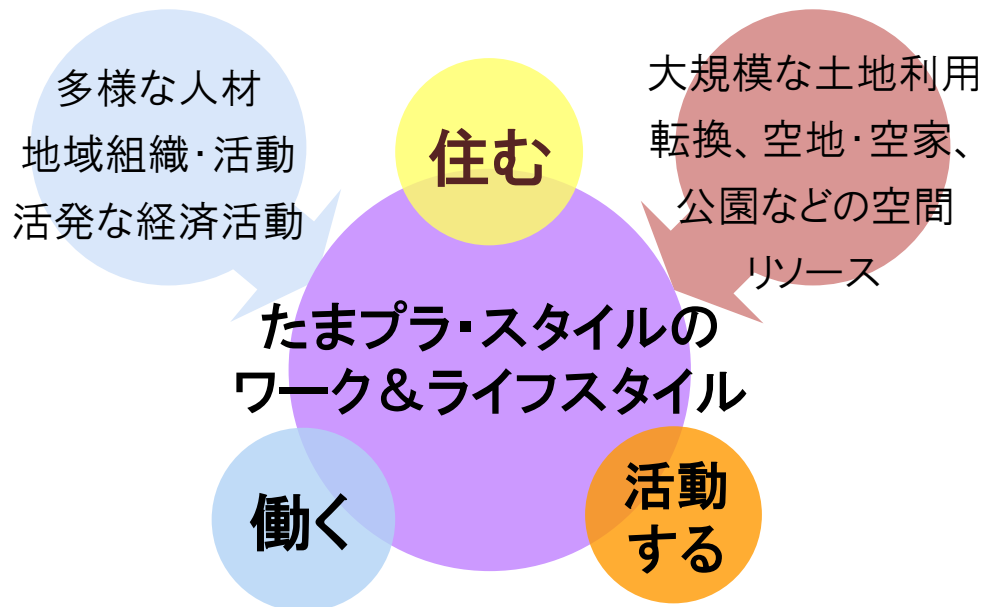 多様な人材
地域組織・活動
活発な経済活動
住む
大規模な土地利用
転換、空地・空家、
公園などの空間
リソース
たまプラ・スタイルの
ワーク＆ライフスタイル
働く
活動
する